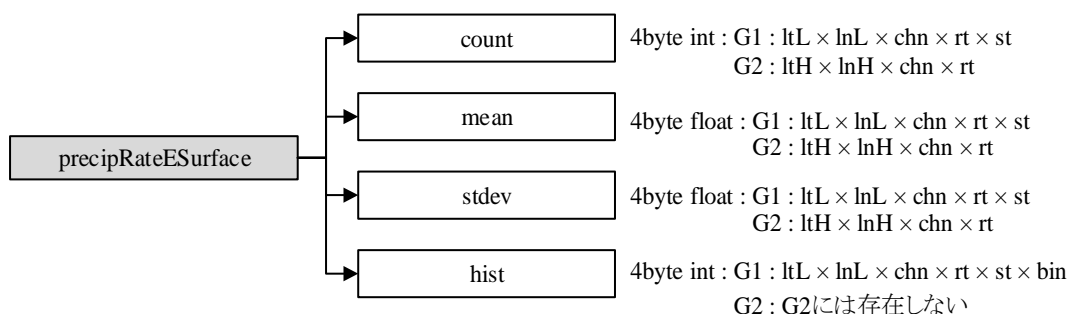 count
4byte int : G1 : ltL × lnL × chn × rt × st
G2 : ltH × lnH × chn × rt
mean
4byte float : G1 : ltL × lnL × chn × rt × st
G2 : ltH × lnH × chn × rt
precipRateESurface
stdev
4byte float : G1 : ltL × lnL × chn × rt × st
G2 : ltH × lnH × chn × rt
hist
4byte int : G1 : ltL × lnL × chn × rt × st × bin
G2 : G2には存在しない